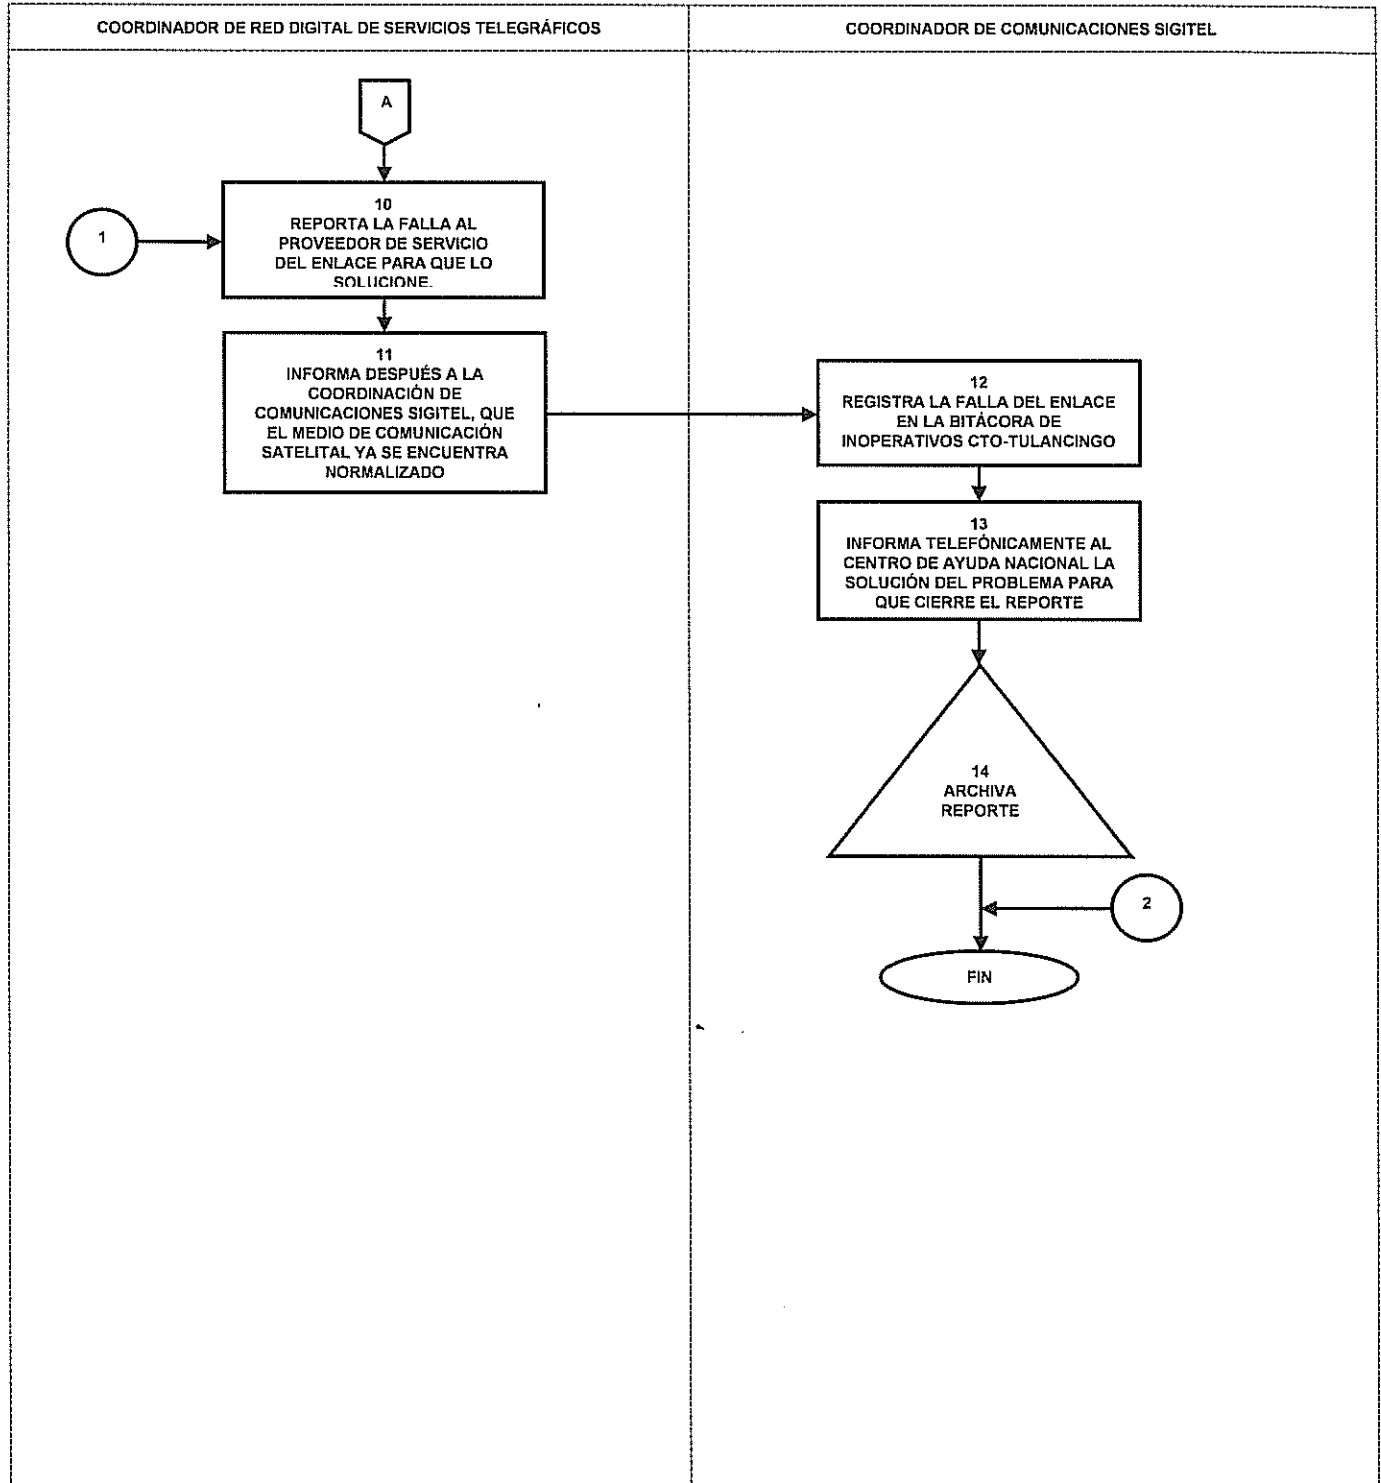 COORDINADOR DE RED DIGITAL DE SERVICIOS TELEGRÁFICOS
COORDINADOR DE COMUNICACIONES SIGITEL
A
1
10
REPORTA LA FALLA AL
PROVEEDOR DE SERVICIO
DEL ENLACE PARA QUE LO
SOLUCIONE.
11
INFORMA DESPUÉS A LA
COORDINACIÓN DE
COMUNICACIONES SIGITEL, QUE
EL MEDIO DE COMUNICACIÓN
SATELITAL YA SE ENCUENTRA
NORMALIZADO
12
REGISTRA LA FALLA DEL ENLACE
EN LA BITÁCORA DE
INOPERATIVOS CTO-TULANCINGO
13
INFORMA TELEFÓNICAMENTE AL
CENTRO DE AYUDA NACIONAL LA
SOLUCIÓN DEL PROBLEMA PARA
QUE CIERRE EL REPORTE
14
ARCHIVA
REPORTE
2
FIN